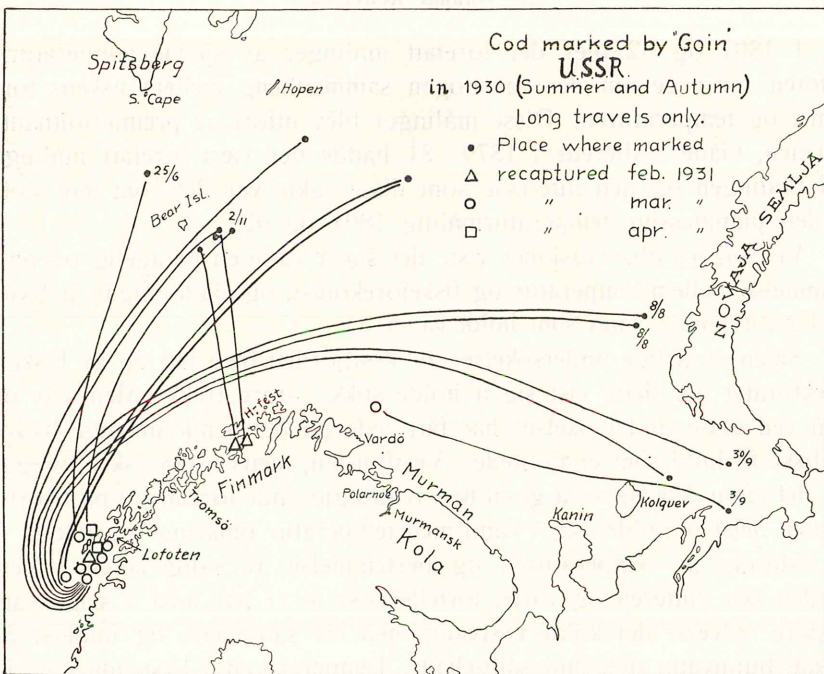 Cod marked by "Goin"
U.S.S.R.
in 1930 (Summer and Autumn)
Long travels only.
• Place where marked
△ recaptured feb. 1931
○ " mar. "
□ " apr. "
Spitsberg
S. Cape
Hopen
25/6
Bear Isl.
2/11
NOVAJA SEMLJA
8/8
8/8
H.fest
Vardö
Finmark
Tromsö
Lofoten
Murman
Polarnoe
Murmansk
Kola
Kanin
Kolquev
30/9
3/9